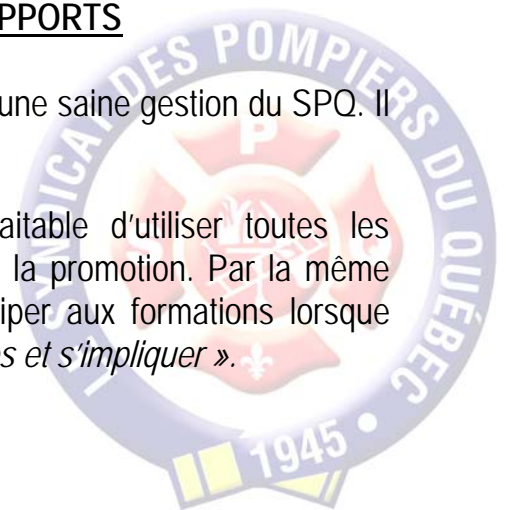 PPORTS
une saine gestion du SPQ. Il
aitable d'utiliser toutes les
la promotion. Par la même
iper aux formations lorsque
s et s'impliquer ».
SYNDICAT DES POMPIERS DU QUÉBEC
P
S
Q
1945